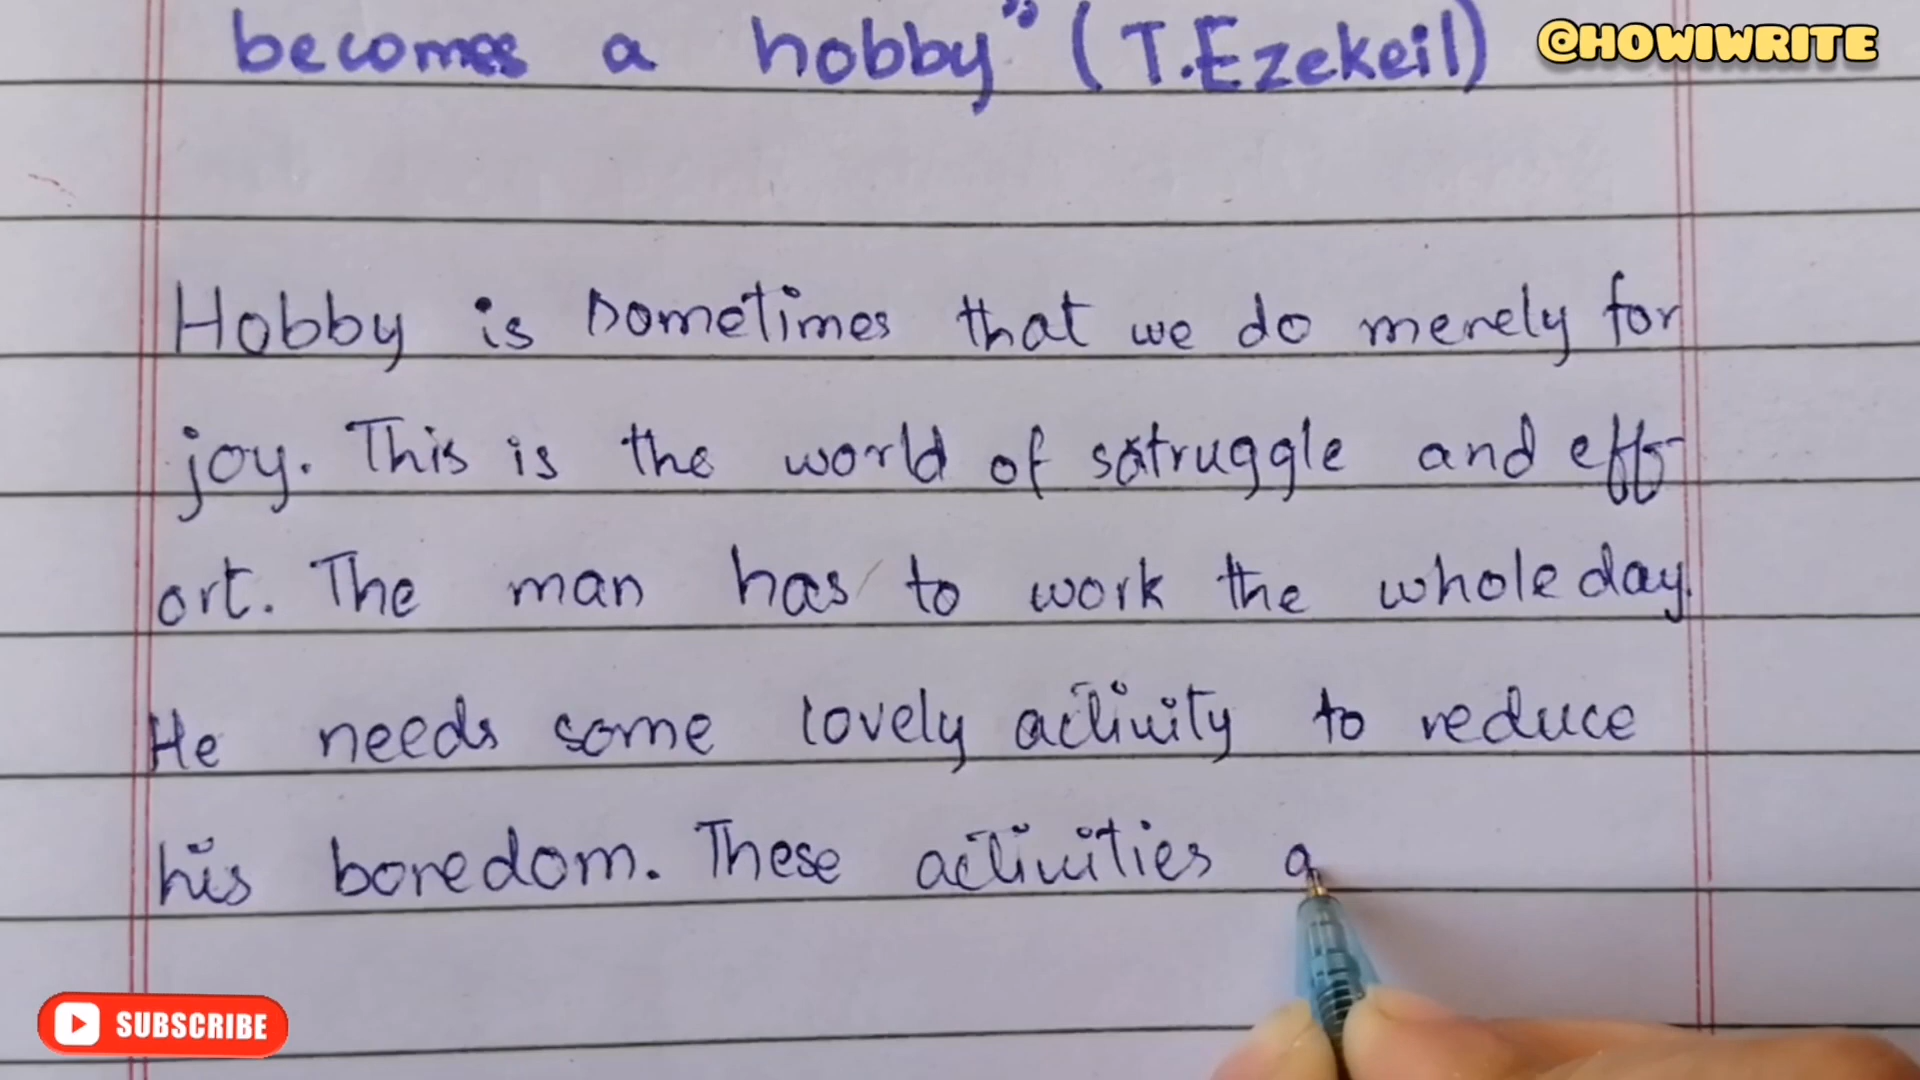 becomes a hobby" (T.Ezekeil)
@HOWIWRITE
Hobby is sometimes that we do merely for
joy. This is the world of struggle and eff-
ort. The man has to work the whole day.
He needs some lovely activity to reduce
his boredom. These activities a
SUBSCRIBE